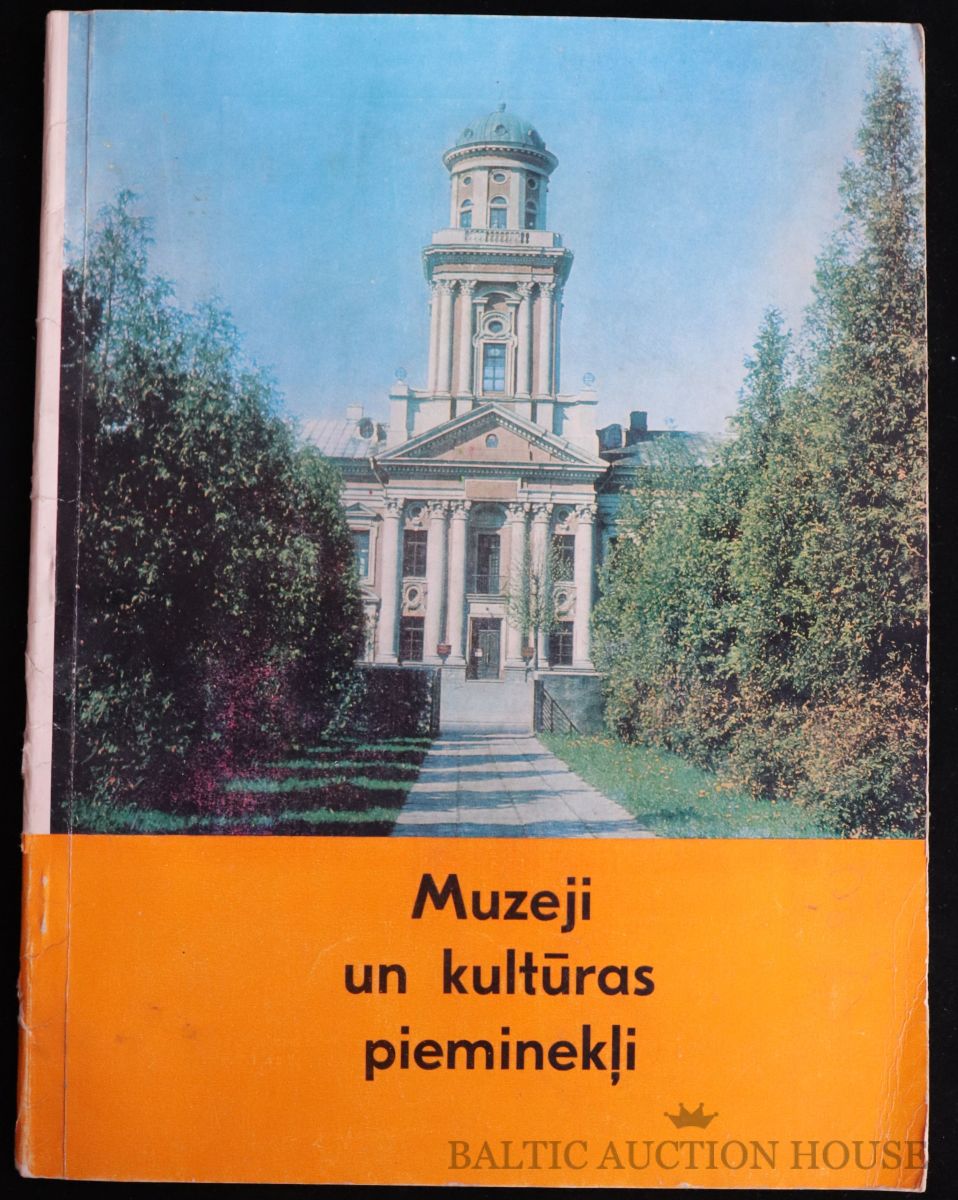 Muzeji
un kultūras
pieminekļi
BALTIC AUCTION HOUSE